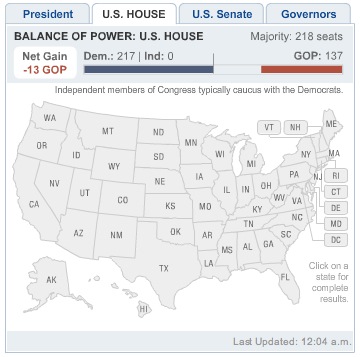 President
U.S. HOUSE
U.S. Senate
Governors
BALANCE OF POWER: U.S. HOUSE
Majority: 218 seats
Net Gain
-13 GOP
Dem.: 217 | Ind: 0
GOP: 137
Independent members of Congress typically caucus with the Democrats.
WA
MT
ND
MN
VT
NH
ME
OR
ID
SD
WI
MI
NY
MA
WY
NE
IA
PA
NJ
RI
NV
UT
CO
KS
MO
IL
IN
OH
WV
VA
CT
CA
KY
DE
AZ
NM
OK
AR
TN
NC
MD
MS
AL
GA
SC
DC
TX
LA
FL
AK
HI
Click on a
state for
complete
results.
Last Updated: 12:04 a.m.